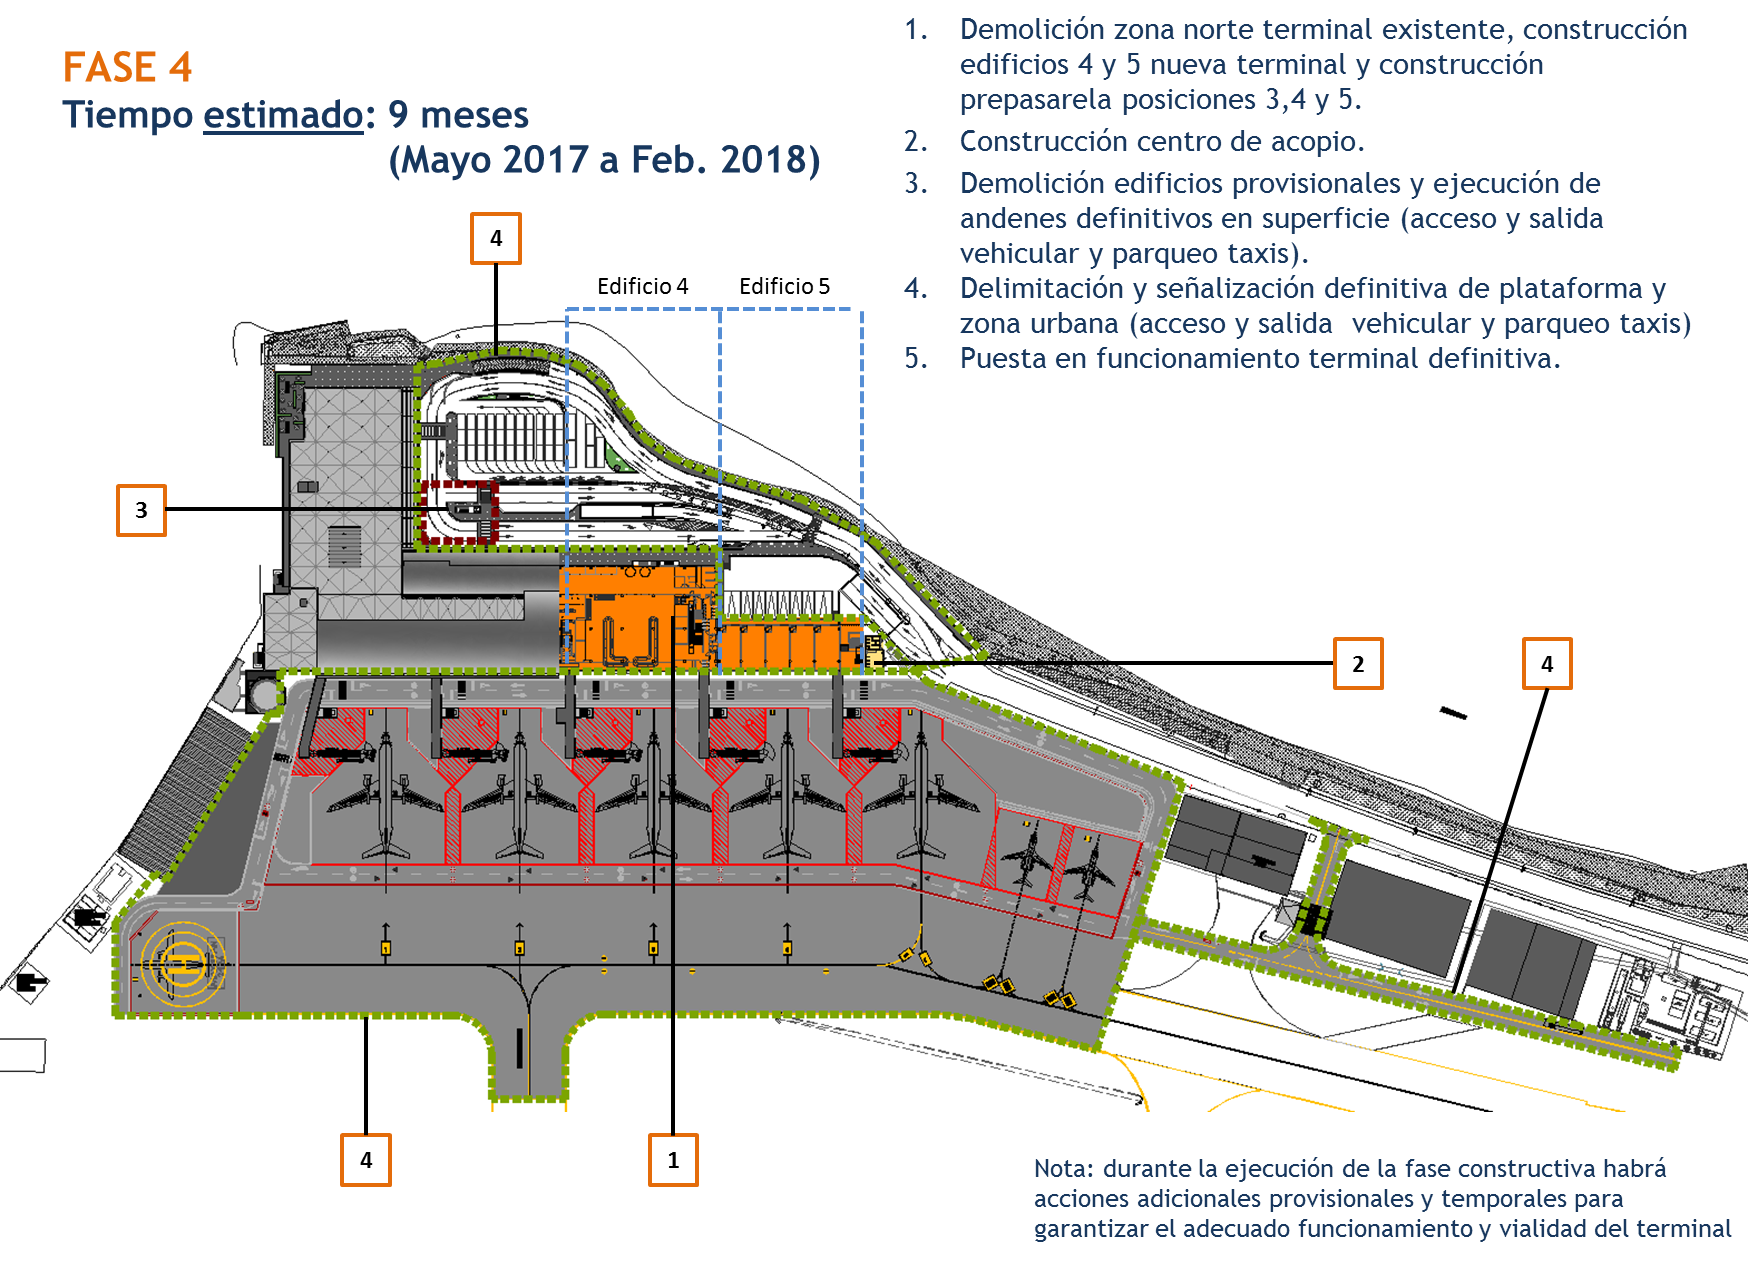 FASE 4
Tiempo estimado: 9 meses
(Mayo 2017 a Feb. 2018)
1. Demolición zona norte terminal existente, construcción
edificios 4 y 5 nueva terminal y construcción
prepasarela posiciones 3,4 y 5.
2. Construcción centro de acopio.
3. Demolición edificios provisionales y ejecución de
andenes definitivos en superficie (acceso y salida
vehicular y parqueo taxis).
4. Delimitación y señalización definitiva de plataforma y
zona urbana (acceso y salida vehicular y parqueo taxis)
5. Puesta en funcionamiento terminal definitiva.
4
Edificio 4
Edificio 5
3
2
4
H
4
1
Nota: durante la ejecución de la fase constructiva habrá
acciones adicionales provisionales y temporales para
garantizar el adecuado funcionamiento y vialidad del terminal